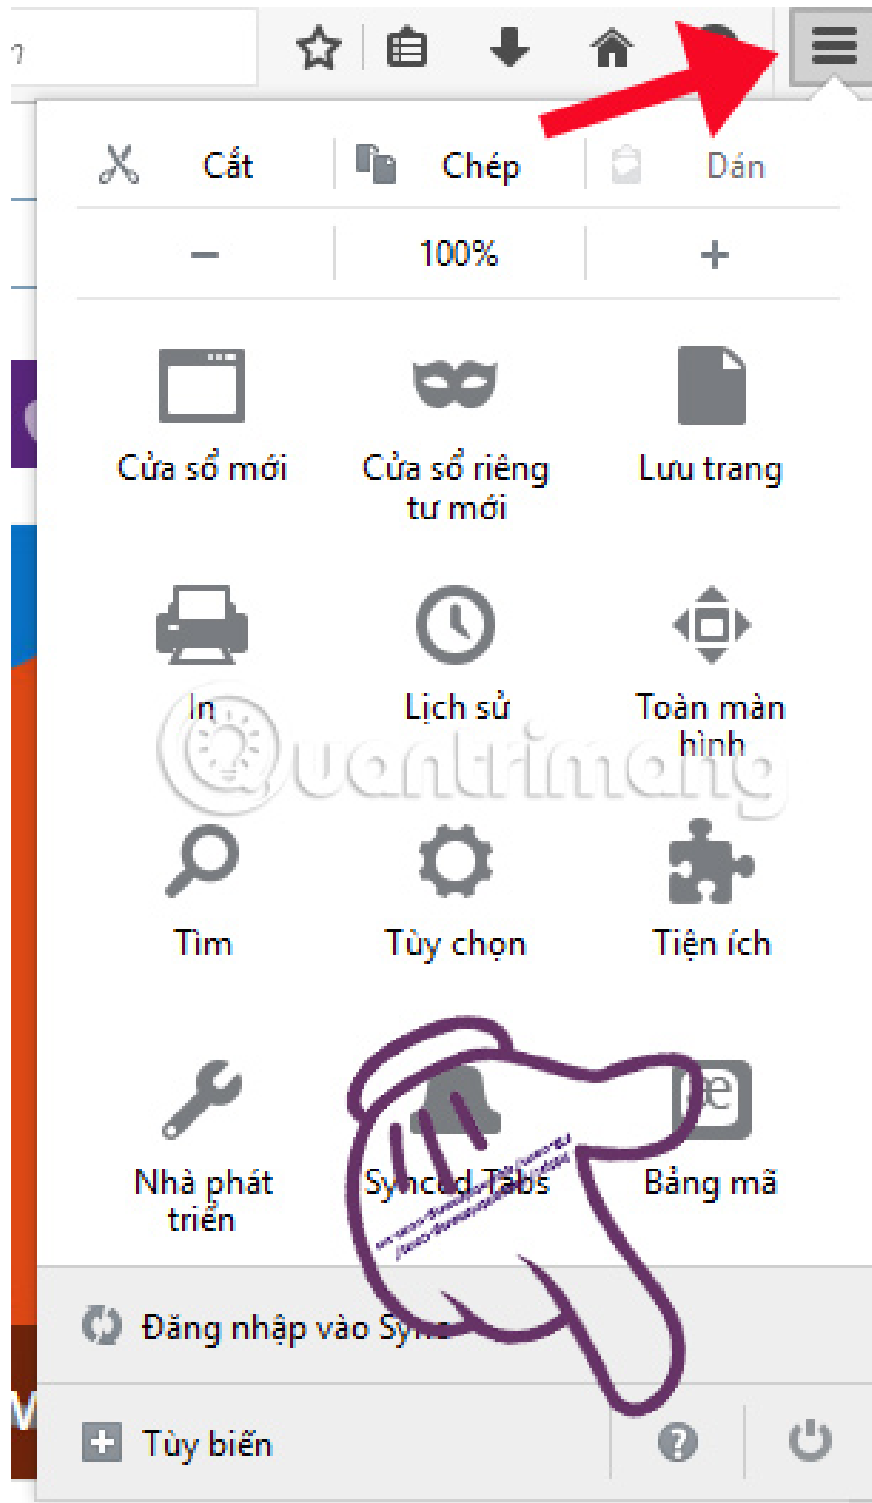 Cắt
Chép
Dán
100%
Cửa sổ mới
Cửa sổ riêng
tư mới
Lưu trang
In
Lịch sử
Toàn màn
hình
Quantrimang
Tìm
Tùy chọn
Tiện ích
æ
Nhà phát
triển
Synced Tabs
Bảng mã
Đăng nhập vào Sync
Tùy biến
?